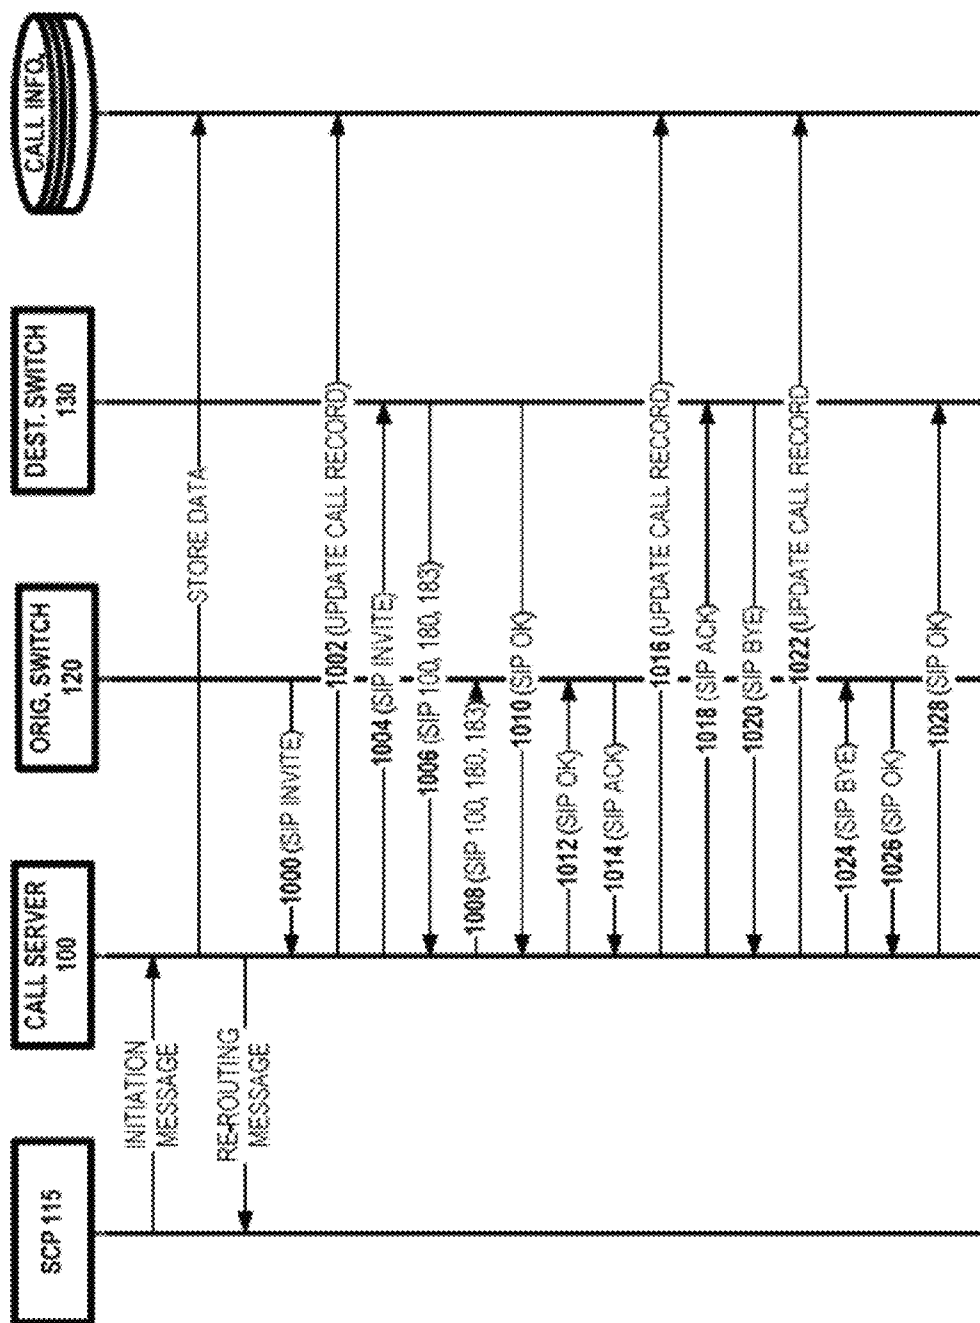 SCP 115
CALL SERVER
100
ORIG. SWITCH
120
DEST. SWITCH
130
CALL INFO.
INITIATION
MESSAGE
STORE DATA
RE-ROUTING
MESSAGE
1000 (SIP INVITE)
1002 (UPDATE CALL RECORD)
1004 (SIP INVITE)
1006 (SIP 100, 180, 183)
1008 (SIP 100, 180, 183)
1010 (SIP OK)
1012 (SIP OK)
1014 (SIP ACK)
1016 (UPDATE CALL RECORD)
1018 (SIP ACK)
1020 (SIP BYE)
1022 (UPDATE CALL RECORD
1024 (SIP BYE)
1026 (SIP OK)
1028 (SIP OK)